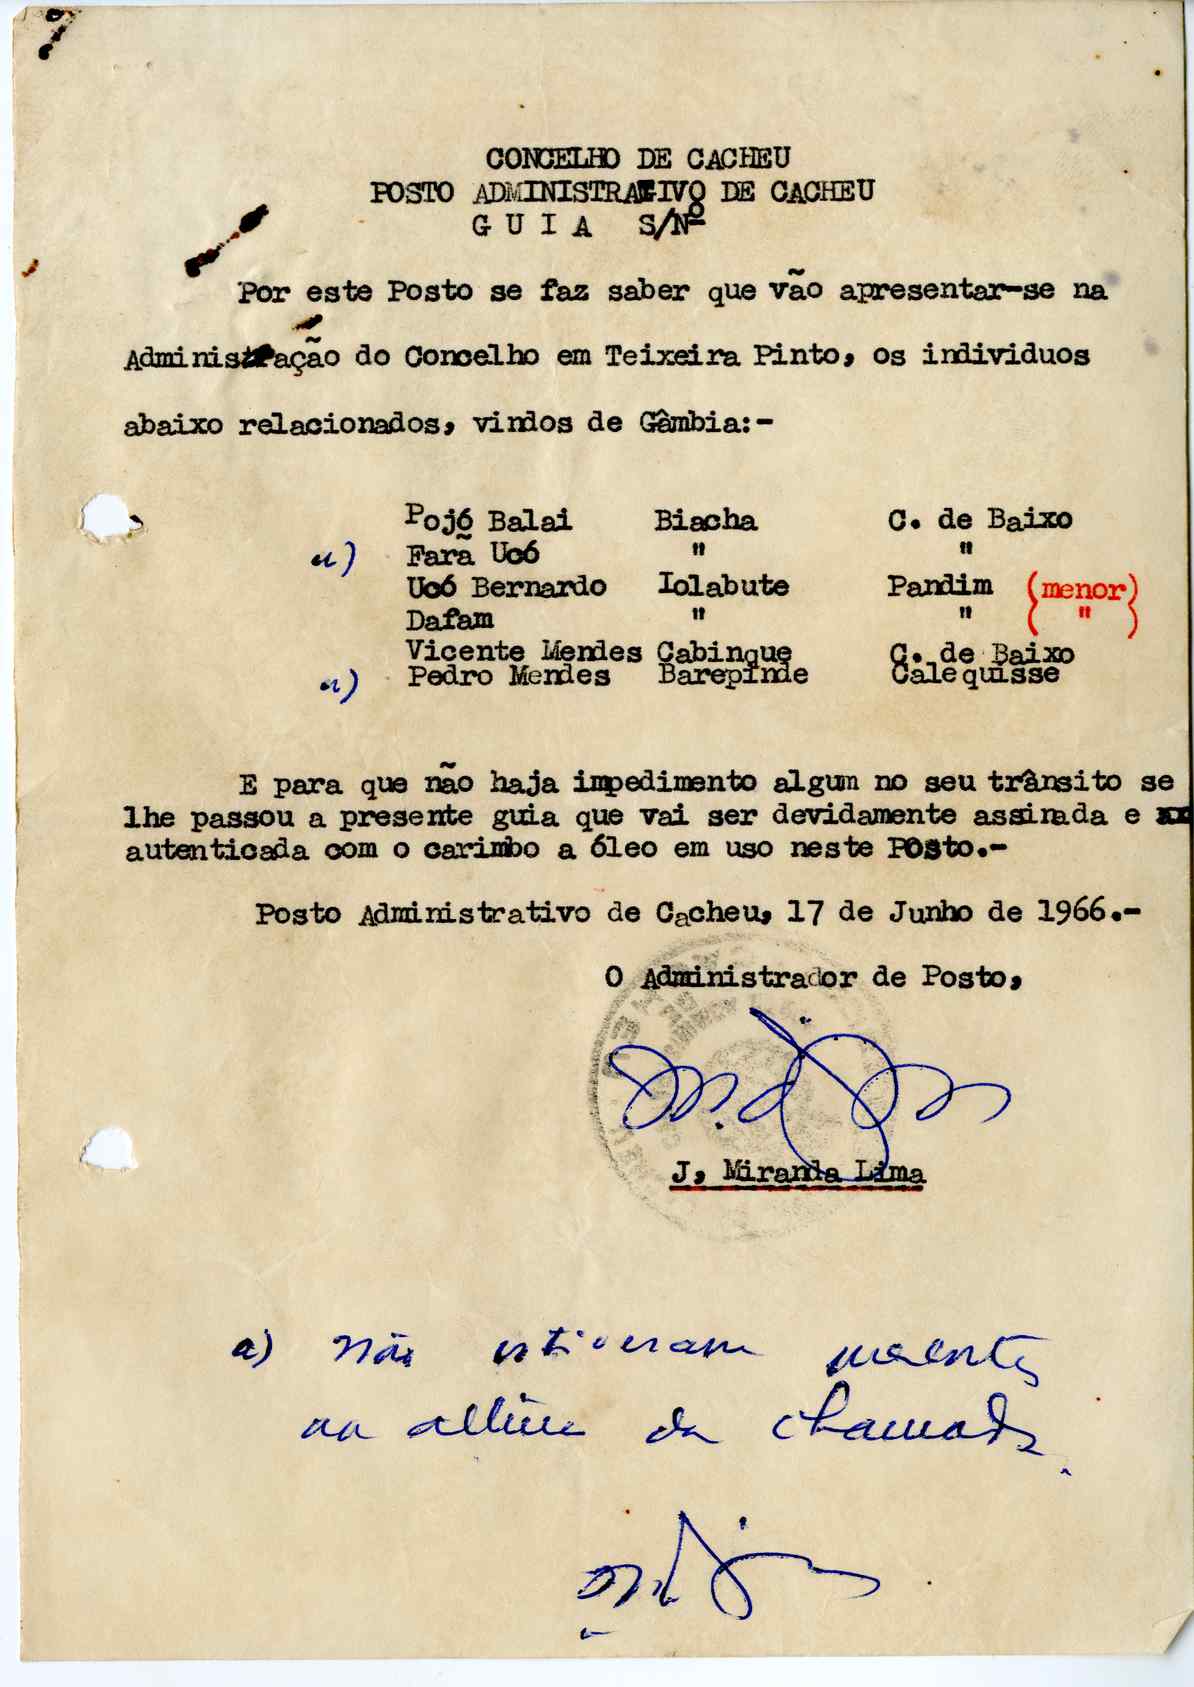 CONCELHO DE CACHEU
POSTO ADMINISTRATIVO DE CACHEU
G U I A S/Nº
Por este Posto se faz saber que vão apresentar-se na
Administração do Concelho em Teixeira Pinto, os individuos
abaixo relacionados, vindos de Gâmbia:-
Pojó Balai Biacha C. de Baixo
a) Farã Ucó " "
Ucó Bernardo Iolabute Pandim (menor)
Dafam " " ( " )
Vicente Mendes Cabinque C. de Baixo
a) Pedro Mendes Barepinde Calequisse
E para que não haja impedimento algum no seu trânsito se
lhe passou a presente guia que vai ser devidamente assinada e xx
autenticada com o carimbo a óleo em uso neste Posto.-
Posto Administrativo de Cacheu, 17 de Junho de 1966.-
O Administrador de Posto,
J, Miranda Lima
a) Não estiveram presentes
na altura da chamada.